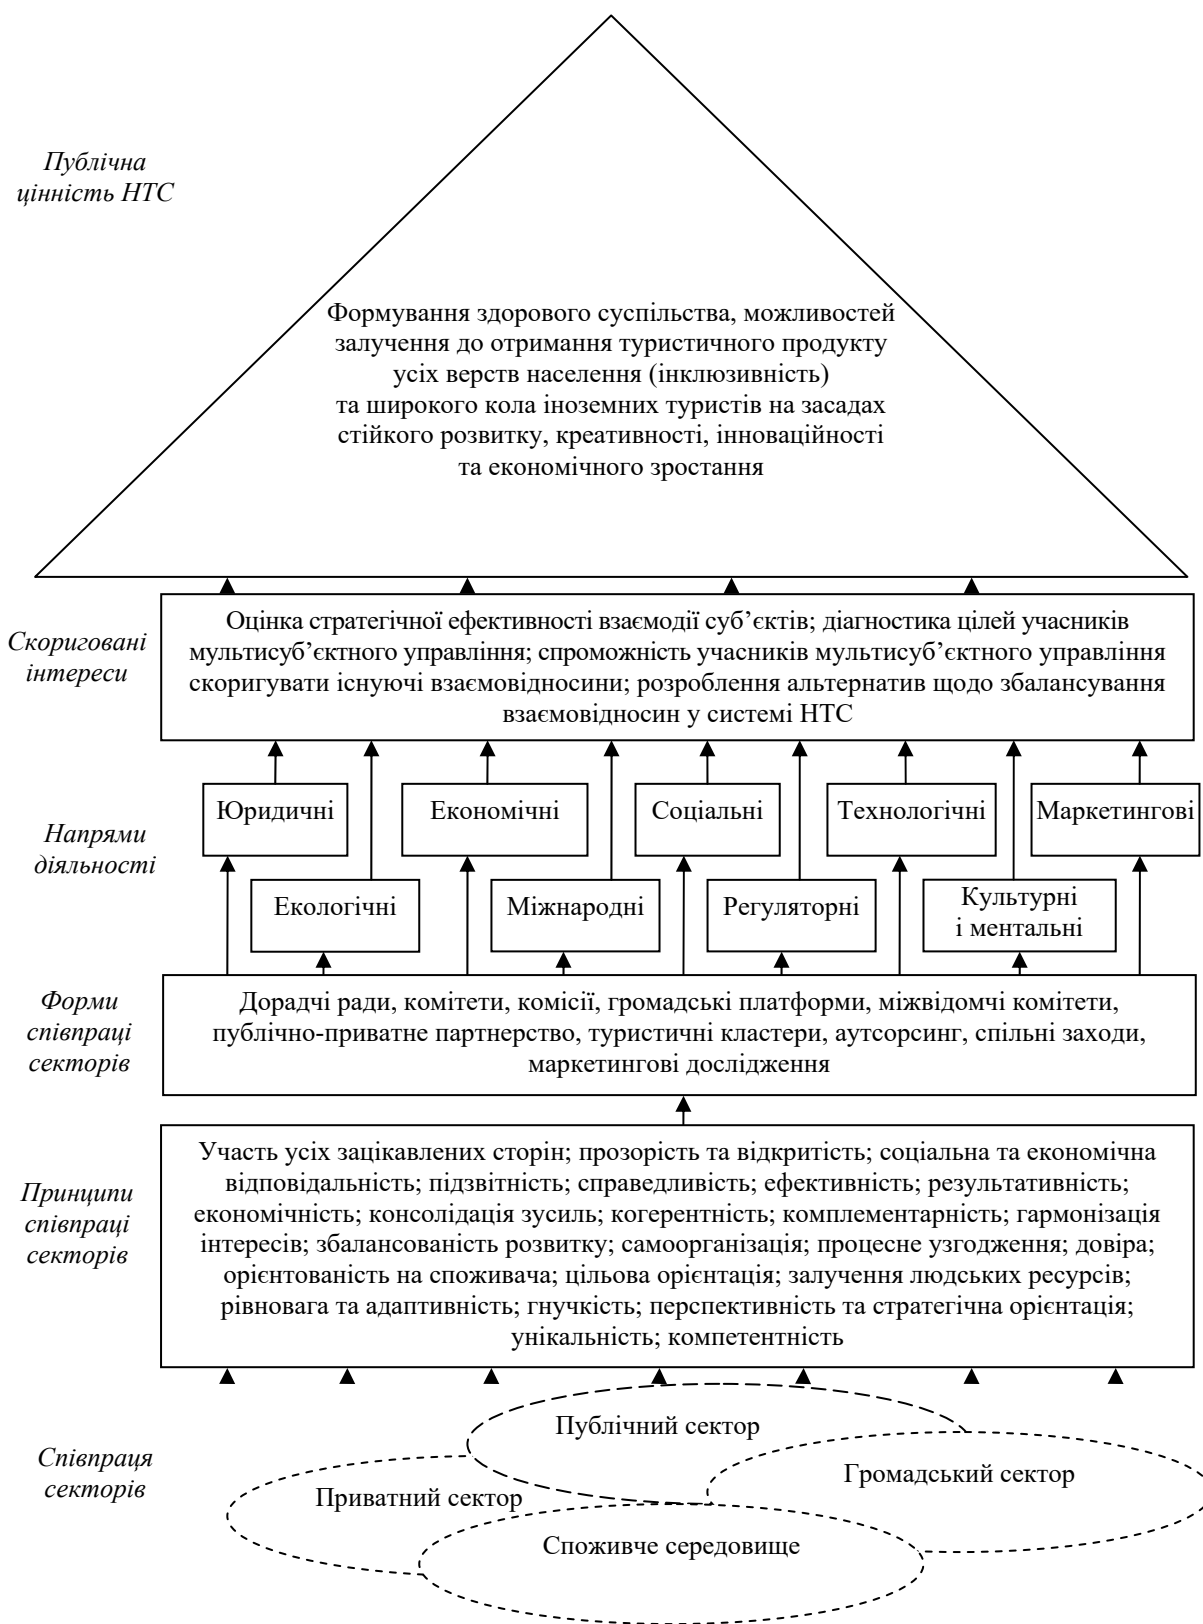 Публічна
цінність НТС
Формування здорового суспільства, можливостей
залучення до отримання туристичного продукту
усіх верств населення (інклюзивність)
та широкого кола іноземних туристів на засадах
стійкого розвитку, креативності, інноваційності
та економічного зростання
Скориговані
інтереси
Оцінка стратегічної ефективності взаємодії суб’єктів; діагностика цілей учасників
мультисуб’єктного управління; спроможність учасників мультисуб’єктного управління
скоригувати існуючі взаємовідносини; розроблення альтернатив щодо збалансування
взаємовідносин у системі НТС
Напрями
діяльності
Юридичні
Економічні
Соціальні
Технологічні
Маркетингові
Екологічні
Міжнародні
Регуляторні
Культурні
і ментальні
Форми
співпраці
секторів
Дорадчі ради, комітети, комісії, громадські платформи, міжвідомчі комітети,
публічно-приватне партнерство, туристичні кластери, аутсорсинг, спільні заходи,
маркетингові дослідження
Принципи
співпраці
секторів
Участь усіх зацікавлених сторін; прозорість та відкритість; соціальна та економічна
відповідальність; підзвітність; справедливість; ефективність; результативність;
економічність; консолідація зусиль; когерентність; комплементарність; гармонізація
інтересів; збалансованість розвитку; самоорганізація; процесне узгодження; довіра;
орієнтованість на споживача; цільова орієнтація; залучення людських ресурсів;
рівновага та адаптивність; гнучкість; перспективність та стратегічна орієнтація;
унікальність; компетентність
Співпраця
секторів
Публічний сектор
Громадський сектор
Приватний сектор
Споживче середовище